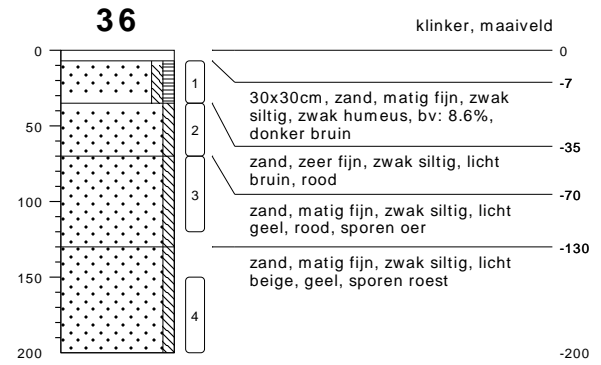 36
klinker, maaiveld
0
0
-7
1
30x30cm, zand, matig fijn, zwak
siltig, zwak humeus, bv: 8.6%,
donker bruin
50
2
-35
zand, zeer fijn, zwak siltig, licht
bruin, rood
-70
100
3
zand, matig fijn, zwak siltig, licht
geel, rood, sporen oer
-130
150
zand, matig fijn, zwak siltig, licht
beige, geel, sporen roest
4
200
-200